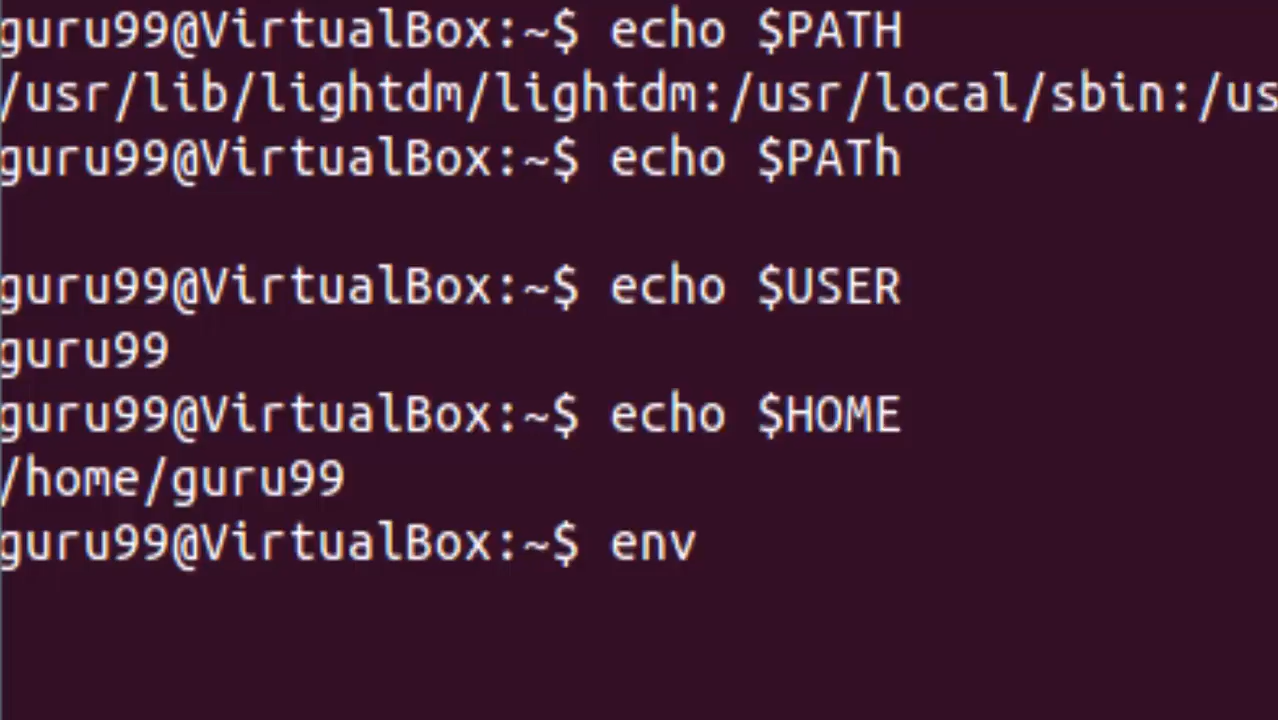 guru99@VirtualBox:~$ echo $PATH
/usr/lib/lightdm/lightdm:/usr/local/sbin:/us
guru99@VirtualBox:~$ echo $PATh
guru99@VirtualBox:~$ echo $USER
guru99
guru99@VirtualBox:~$ echo $HOME
/home/guru99
guru99@VirtualBox:~$ env